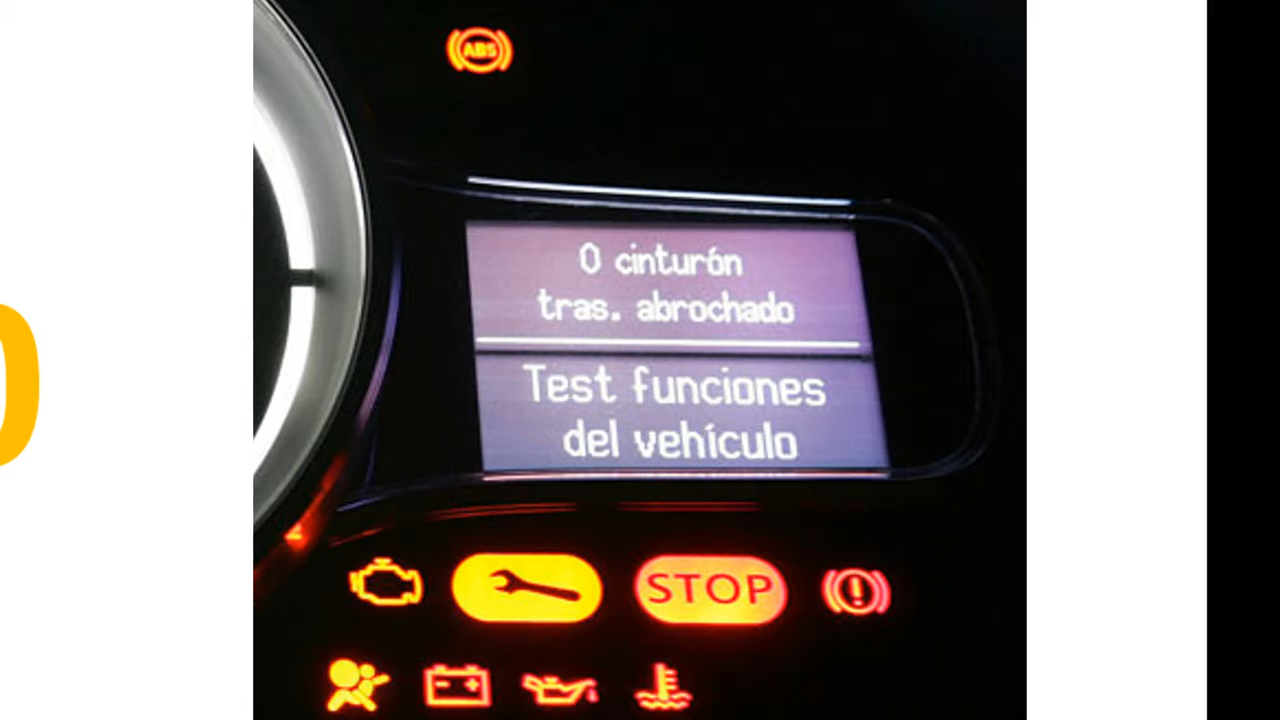 ABS
0 cinturón
tras. abrochado
Test funciones
del vehículo
STOP